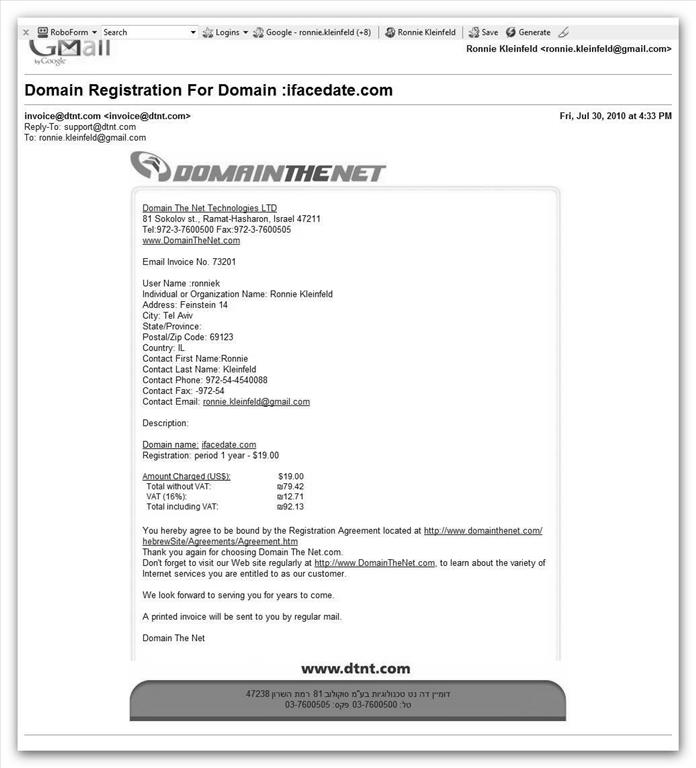 RoboForm Search Logins Google - ronnie.kleinfeld (+8) Ronnie Kleinfeld Save Generate
GMail
by Google
Ronnie Kleinfeld <ronnie.kleinfeld@gmail.com>
Domain Registration For Domain :ifacedate.com
invoice@dtnt.com <invoice@dtnt.com> Fri, Jul 30, 2010 at 4:33 PM
Reply-To: support@dtnt.com
To: ronnie.kleinfeld@gmail.com
DOMAINTHENET
Domain The Net Technologies LTD
81 Sokolov st., Ramat-Hasharon, Israel 47211
Tel:972-3-7600500 Fax:972-3-7600505
www.DomainTheNet.com
Email Invoice No. 73201
User Name :ronniek
Individual or Organization Name: Ronnie Kleinfeld
Address: Feinstein 14
City: Tel Aviv
State/Province:
Postal/Zip Code: 69123
Country: IL
Contact First Name:Ronnie
Contact Last Name: Kleinfeld
Contact Phone: 972-54-4540088
Contact Fax: -972-54
Contact Email: ronnie.kleinfeld@gmail.com
Description:
Domain name: ifacedate.com
Registration: period 1 year - $19.00
Amount Charged (US$): $19.00
Total without VAT: ₪79.42
VAT (16%): ₪12.71
Total including VAT: ₪92.13
You hereby agree to be bound by the Registration Agreement located at http://www.domainthenet.com/
hebrewSite/Agreements/Agreement.htm
Thank you again for choosing Domain The Net.com.
Don't forget to visit our Web site regularly at http://www.DomainTheNet.com, to learn about the variety of
Internet services you are entitled to as our customer.
We look forward to serving you for years to come.
A printed invoice will be sent to you by regular mail.
Domain The Net
www.dtnt.com
דומיין דה נט טכנולוגיות בע"מ סוקולוב 81 רמת השרון 47238
טל: 03-7600500 פקס: 03-7600505